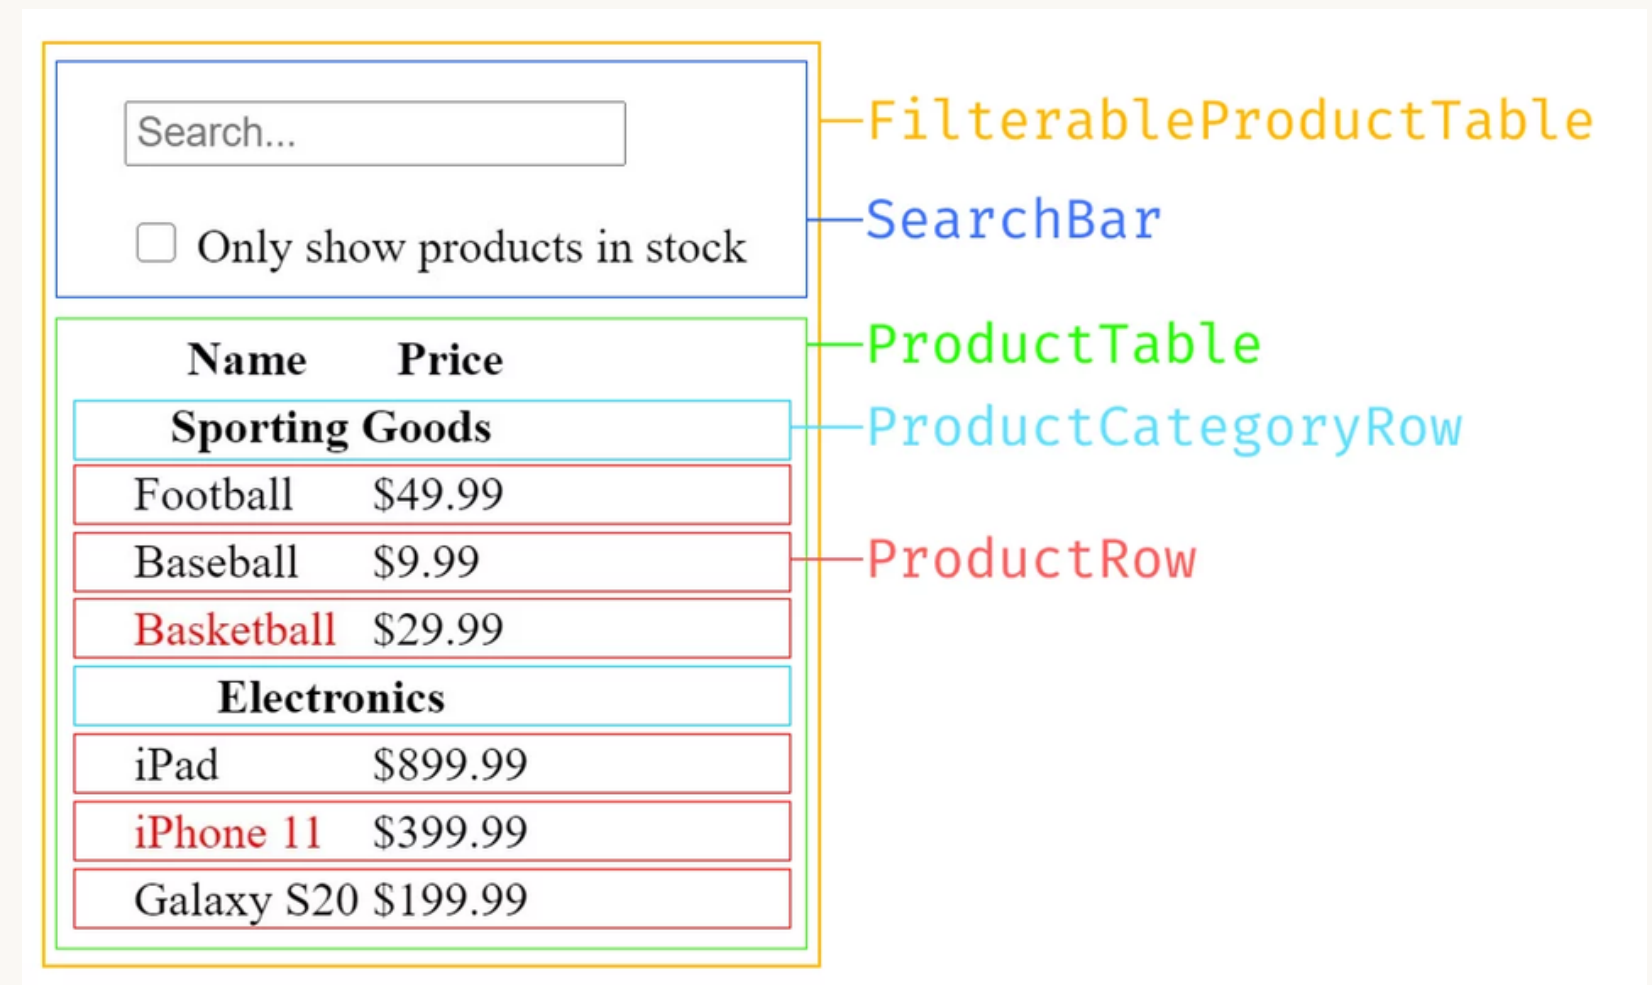 FilterableProductTable
Search...
SearchBar
Only show products in stock
ProductTable
Name Price
Sporting Goods
ProductCategoryRow
Football $49.99
Baseball $9.99
ProductRow
Basketball $29.99
Electronics
iPad $899.99
iPhone 11 $399.99
Galaxy S20 $199.99